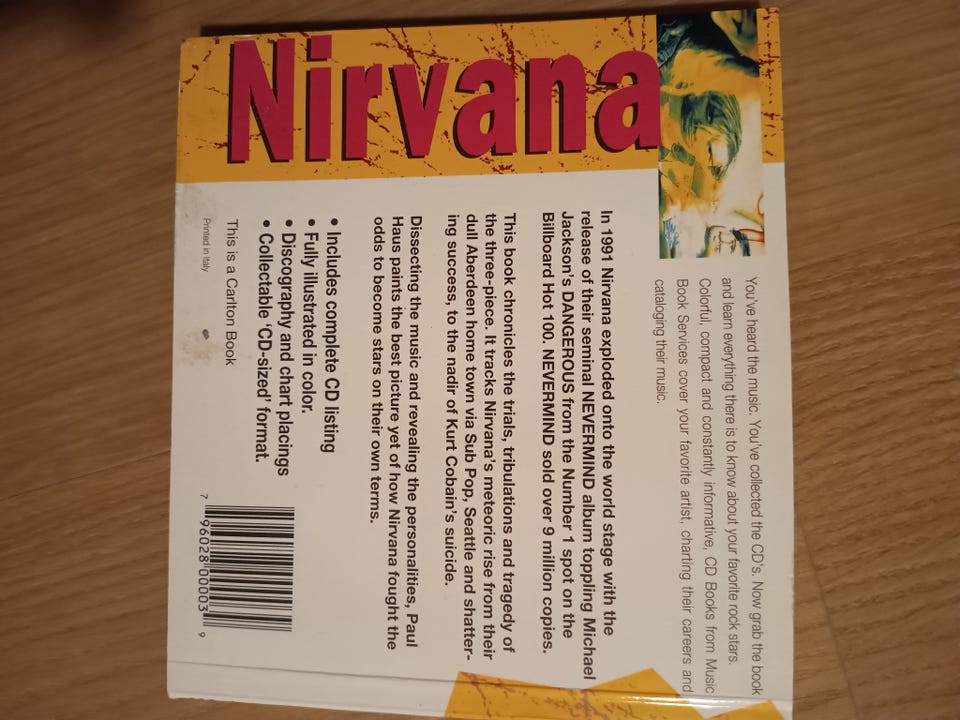 Nirvana
You've heard the music. You've collected the CD's. Now grab the book
and learn everything there is to know about your favorite rock stars.
Colorful, compact and constantly informative, CD Books from Music
Book Services cover your favorite artist, charting their careers and
cataloging their music.
In 1991 Nirvana exploded onto the world stage with the
release of their seminal NEVERMIND album toppling Michael
Jackson's DANGEROUS from the Number 1 spot on the
Billboard Hot 100. NEVERMIND sold over 9 million copies.
This book chronicles the trials, tribulations and tragedy of
the three-piece. It tracks Nirvana's meteoric rise from their
dull Aberdeen home town via Sub Pop, Seattle and shatter-
ing success, to the nadir of Kurt Cobain's suicide.
Dissecting the music and revealing the personalities, Paul
Haus paints the best picture yet of how Nirvana fought the
odds to become stars on their own terms.
• Includes complete CD listing
• Fully illustrated in color.
• Discography and chart placings
• Collectable 'CD-sized' format.
This is a Carlton Book
Printed in Italy
7 96028 00003 9